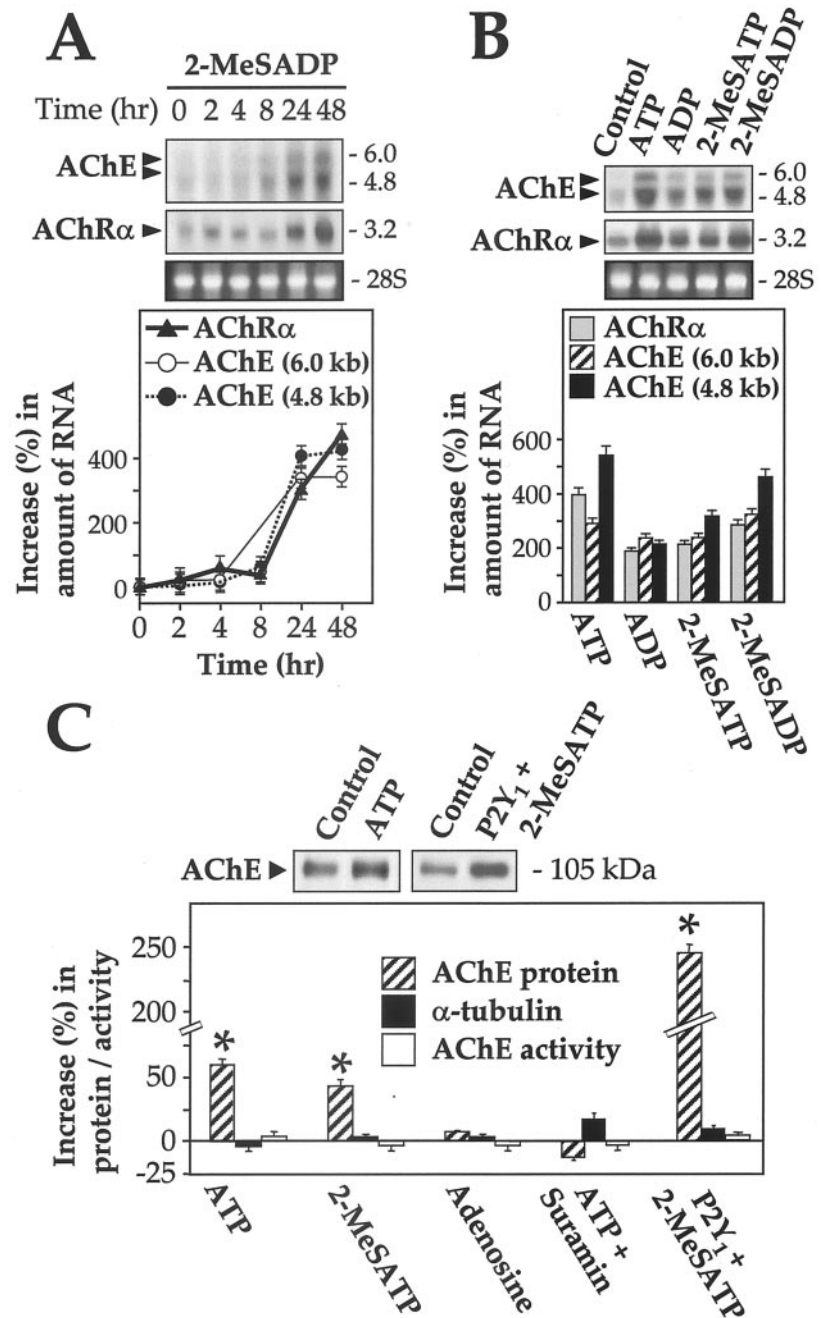 A
2-MeSADP
Time (hr) 0 2 4 8 24 48
AChE
- 6.0
- 4.8
AChRα
- 3.2
- 28S
AChRα
AChE (6.0 kb)
AChE (4.8 kb)
Increase (%) in
amount of RNA
400
200
0
0 2 4 8 24 48
Time (hr)
B
Control
ATP
ADP
2-MeSATP
2-MeSADP
AChE
- 6.0
- 4.8
AChRα
- 3.2
- 28S
AChRα
AChE (6.0 kb)
AChE (4.8 kb)
Increase (%) in
amount of RNA
600
400
200
0
ATP
ADP
2-MeSATP
2-MeSADP
C
Control
ATP
Control
P2Y₁ +
2-MeSATP
AChE
- 105 kDa
Increase (%) in
protein / activity
250
200
50
0
-25
AChE protein
α-tubulin
AChE activity
*
*
*
ATP
2-MeSATP
Adenosine
ATP +
Suramin
P2Y₁ +
2-MeSATP